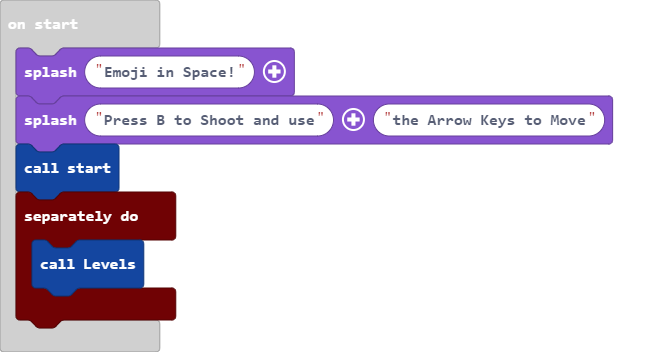 on start
splash "Emoji in Space!"
splash "Press B to Shoot and use" "the Arrow Keys to Move"
call start
separately do
call Levels